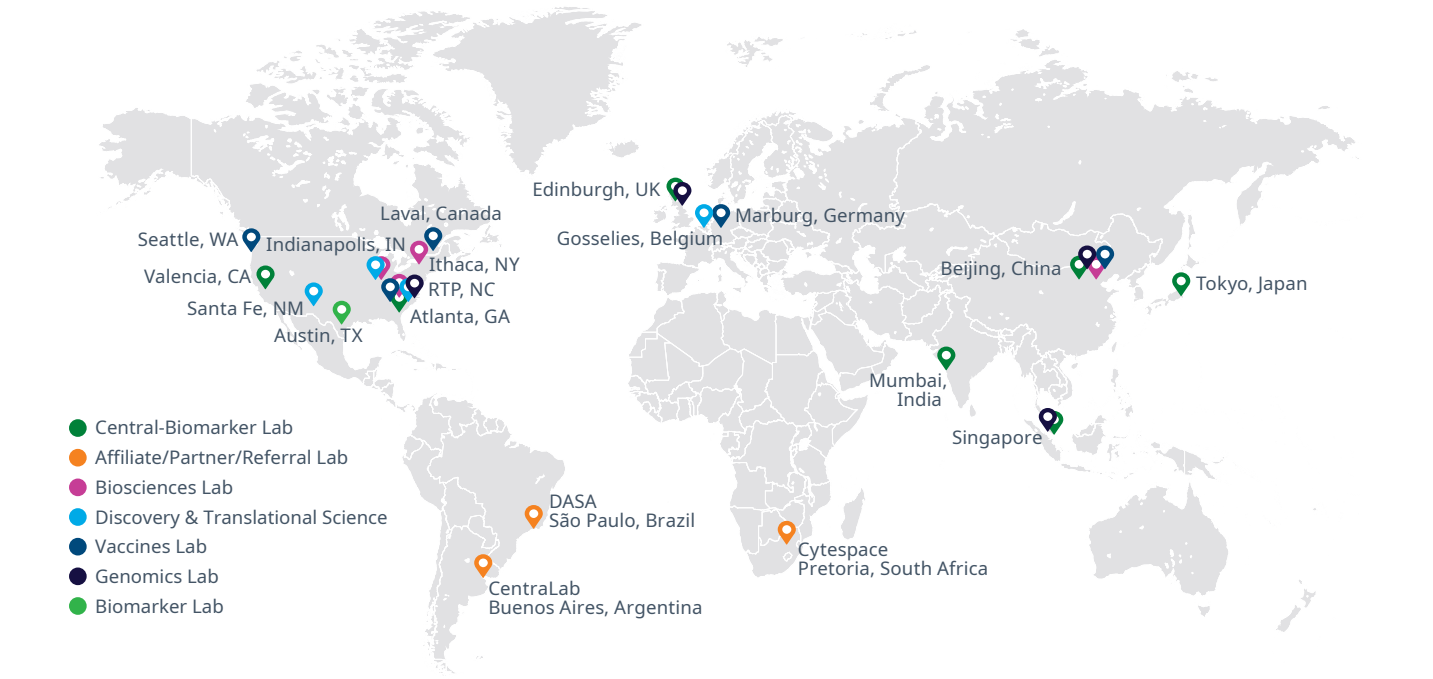 Edinburgh, UK
Laval, Canada
Marburg, Germany
Seattle, WA
Indianapolis, IN
Gosselies, Belgium
Ithaca, NY
Beijing, China
Valencia, CA
RTP, NC
Tokyo, Japan
Santa Fe, NM
Atlanta, GA
Austin, TX
Mumbai,
India
Singapore
Central-Biomarker Lab
Affiliate/Partner/Referral Lab
Biosciences Lab
Discovery & Translational Science
Vaccines Lab
Genomics Lab
Biomarker Lab
DASA
São Paulo, Brazil
Cytespace
Pretoria, South Africa
CentraLab
Buenos Aires, Argentina